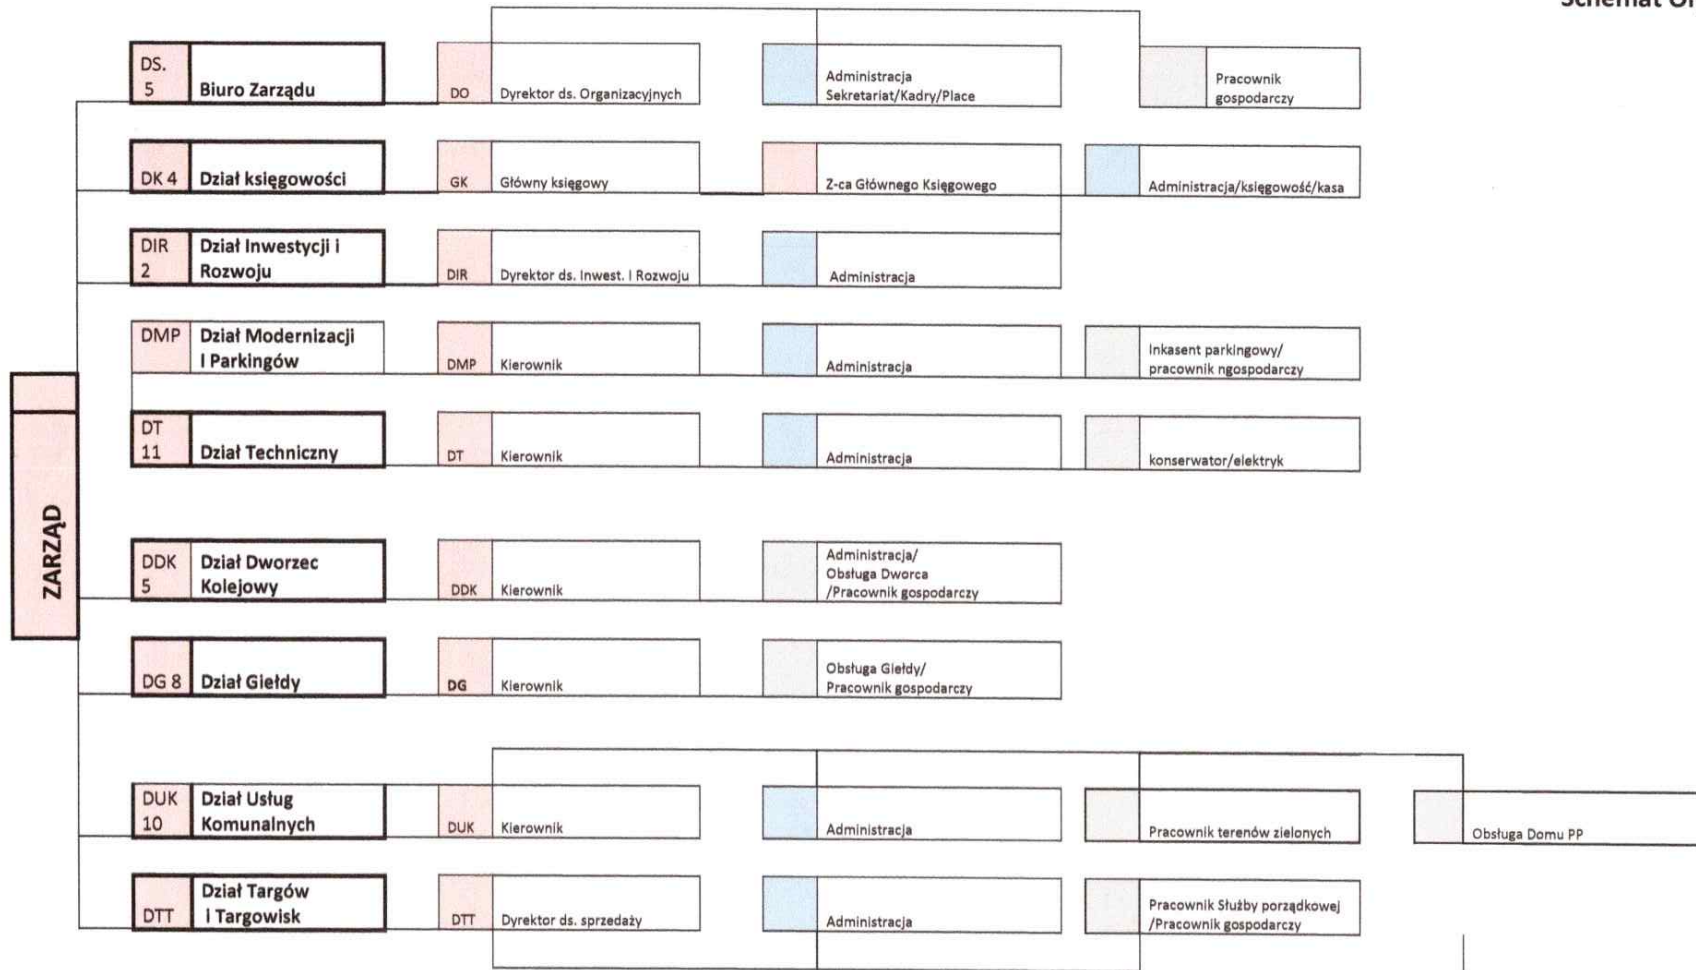 Schemat Or
DS.
5
Biuro Zarządu
DO
Dyrektor ds. Organizacyjnych
Administracja
Sekretariat/Kadry/Place
Pracownik
gospodarczy
DK 4
Dział księgowości
GK
Główny księgowy
Z-ca Głównego Księgowego
Administracja/księgowość/kasa
DIR
2
Dział Inwestycji i
Rozwoju
DIR
Dyrektor ds. Inwest. I Rozwoju
Administracja
DMP
Dział Modernizacji
I Parkingów
DMP
Kierownik
Administracja
Inkasent parkingowy/
pracownik ngospodarczy
DT
11
Dział Techniczny
DT
Kierownik
Administracja
konserwator/elektryk
ZARZĄD
DDK
5
Dział Dworzec
Kolejowy
DDK
Kierownik
Administracja/
Obsługa Dworca
/Pracownik gospodarczy
DG 8
Dział Giełdy
DG
Kierownik
Obsługa Giełdy/
Pracownik gospodarczy
DUK
10
Dział Usług
Komunalnych
DUK
Kierownik
Administracja
Pracownik terenów zielonych
Obsługa Domu PP
DTT
Dział Targów
i Targowisk
DTT
Dyrektor ds. sprzedaży
Administracja
Pracownik Służby porządkowej
/Pracownik gospodarczy